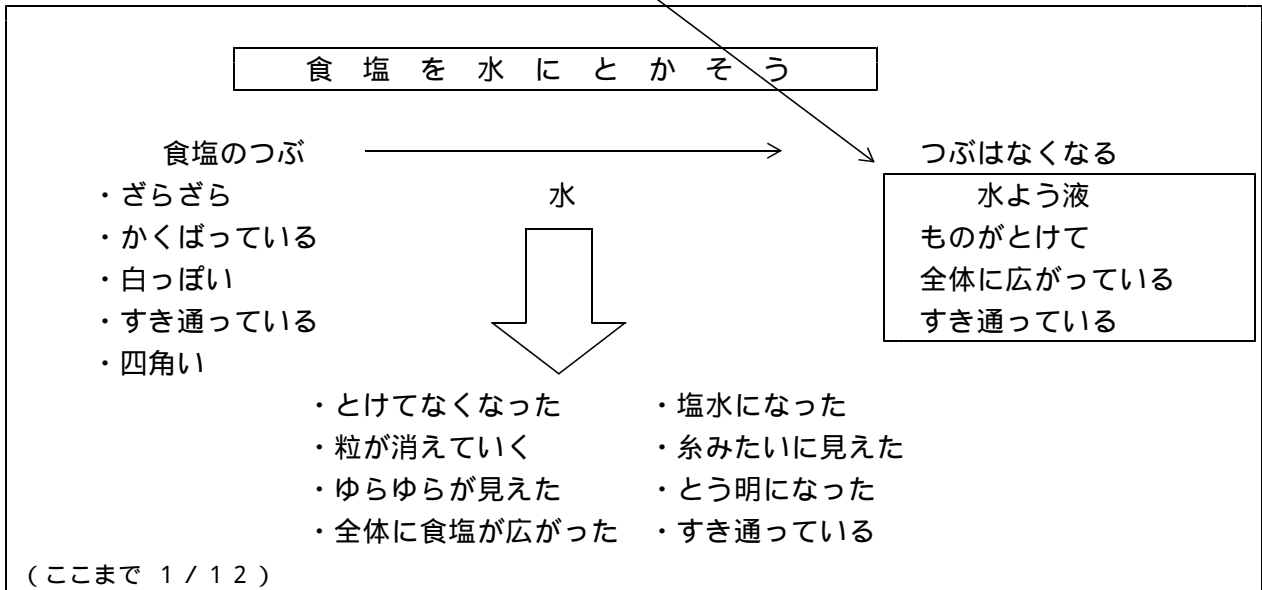 食塩を水にとかそう
食塩のつぶ
・ざらざら
・かくばっている
・白っぽい
・すき通っている
・四角い
水
つぶはなくなる
水よう液
ものがとけて
全体に広がっている
すき通っている
・とけてなくなった
・粒が消えていく
・ゆらゆらが見えた
・全体に食塩が広がった
・塩水になった
・糸みたいに見えた
・とう明になった
・すき通っている
(ここまで 1/12)